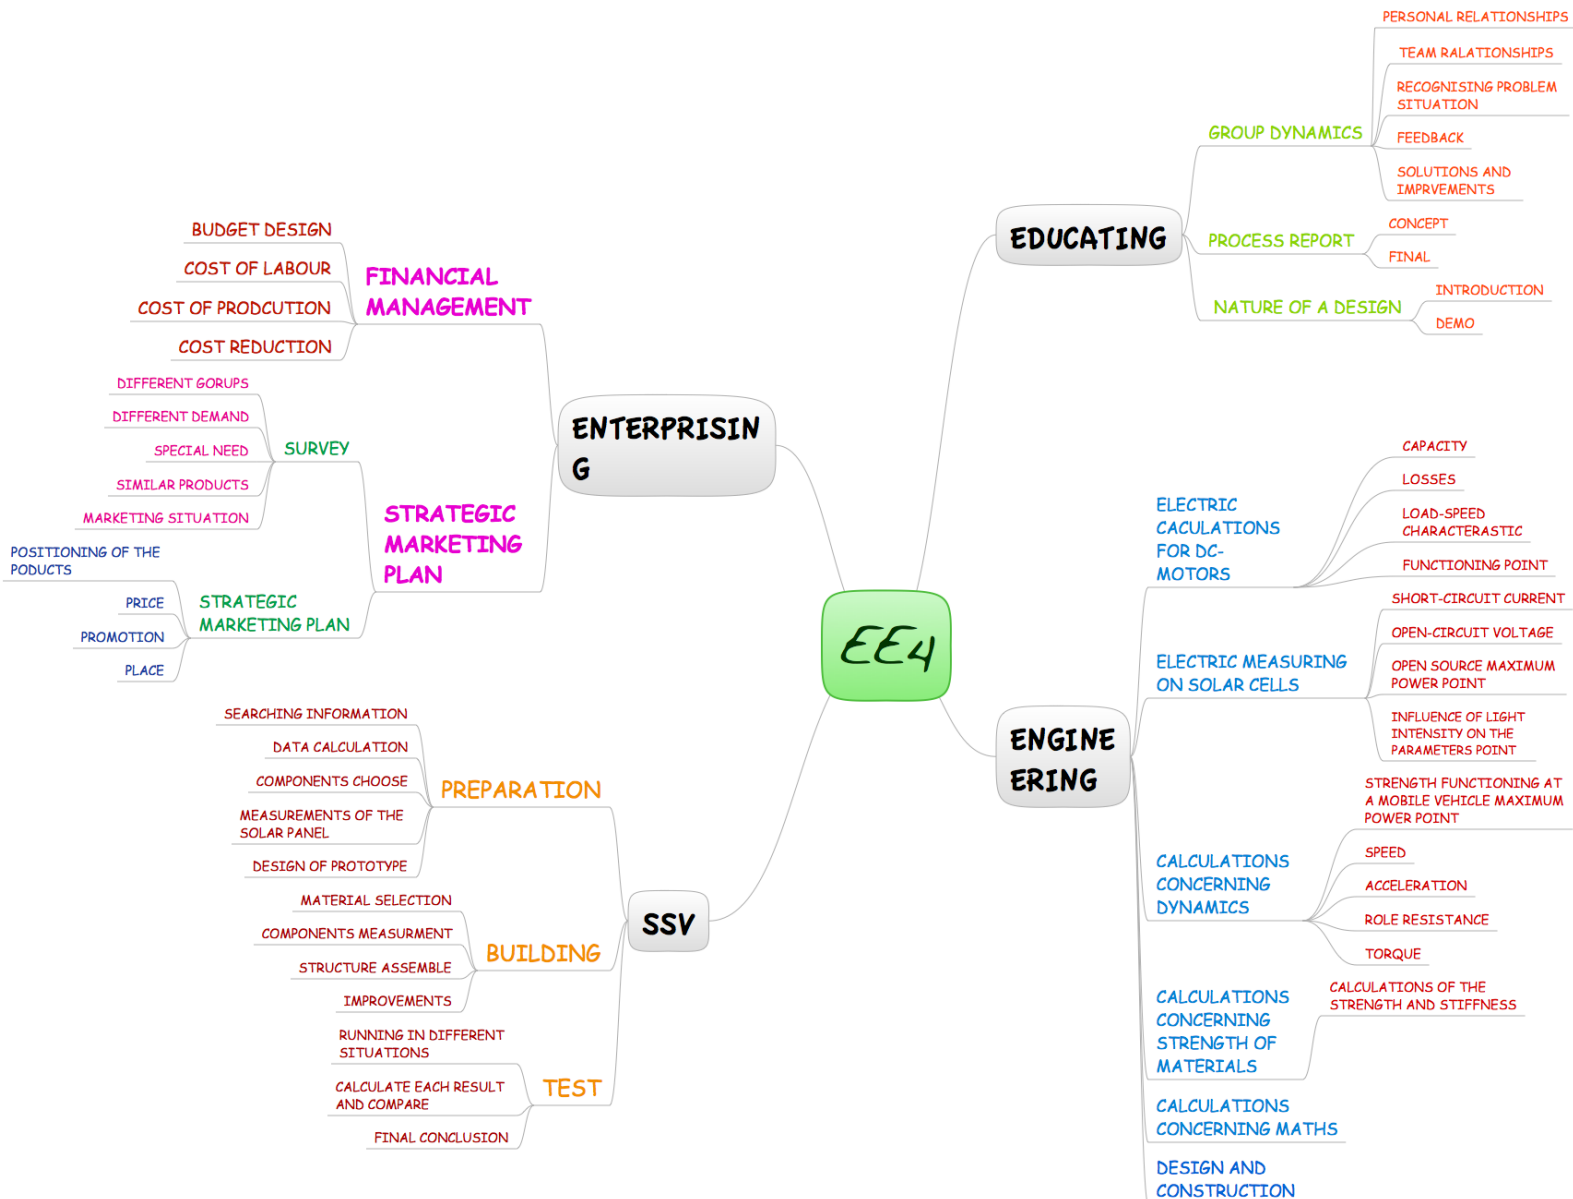 EE4
EDUCATING
GROUP DYNAMICS
PERSONAL RELATIONSHIPS
TEAM RALATIONSHIPS
RECOGNISING PROBLEM
SITUATION
FEEDBACK
SOLUTIONS AND
IMPRVEMENTS
PROCESS REPORT
CONCEPT
FINAL
NATURE OF A DESIGN
INTRODUCTION
DEMO
ENGINE
ERING
ELECTRIC
CACULATIONS
FOR DC-
MOTORS
CAPACITY
LOSSES
LOAD-SPEED
CHARACTERASTIC
FUNCTIONING POINT
ELECTRIC MEASURING
ON SOLAR CELLS
SHORT-CIRCUIT CURRENT
OPEN-CIRCUIT VOLTAGE
OPEN SOURCE MAXIMUM
POWER POINT
INFLUENCE OF LIGHT
INTENSITY ON THE
PARAMETERS POINT
CALCULATIONS
CONCERNING
DYNAMICS
STRENGTH FUNCTIONING AT
A MOBILE VEHICLE MAXIMUM
POWER POINT
SPEED
ACCELERATION
ROLE RESISTANCE
TORQUE
CALCULATIONS
CONCERNING
STRENGTH OF
MATERIALS
CALCULATIONS OF THE
STRENGTH AND STIFFNESS
CALCULATIONS
CONCERNING MATHS
DESIGN AND
CONSTRUCTION
ENTERPRISIN
G
FINANCIAL
MANAGEMENT
BUDGET DESIGN
COST OF LABOUR
COST OF PRODCUTION
COST REDUCTION
STRATEGIC
MARKETING
PLAN
SURVEY
DIFFERENT GORUPS
DIFFERENT DEMAND
SPECIAL NEED
SIMILAR PRODUCTS
MARKETING SITUATION
STRATEGIC
MARKETING PLAN
POSITIONING OF THE
PODUCTS
PRICE
PROMOTION
PLACE
SSV
PREPARATION
SEARCHING INFORMATION
DATA CALCULATION
COMPONENTS CHOOSE
MEASUREMENTS OF THE
SOLAR PANEL
DESIGN OF PROTOTYPE
BUILDING
MATERIAL SELECTION
COMPONENTS MEASURMENT
STRUCTURE ASSEMBLE
IMPROVEMENTS
TEST
RUNNING IN DIFFERENT
SITUATIONS
CALCULATE EACH RESULT
AND COMPARE
FINAL CONCLUSION